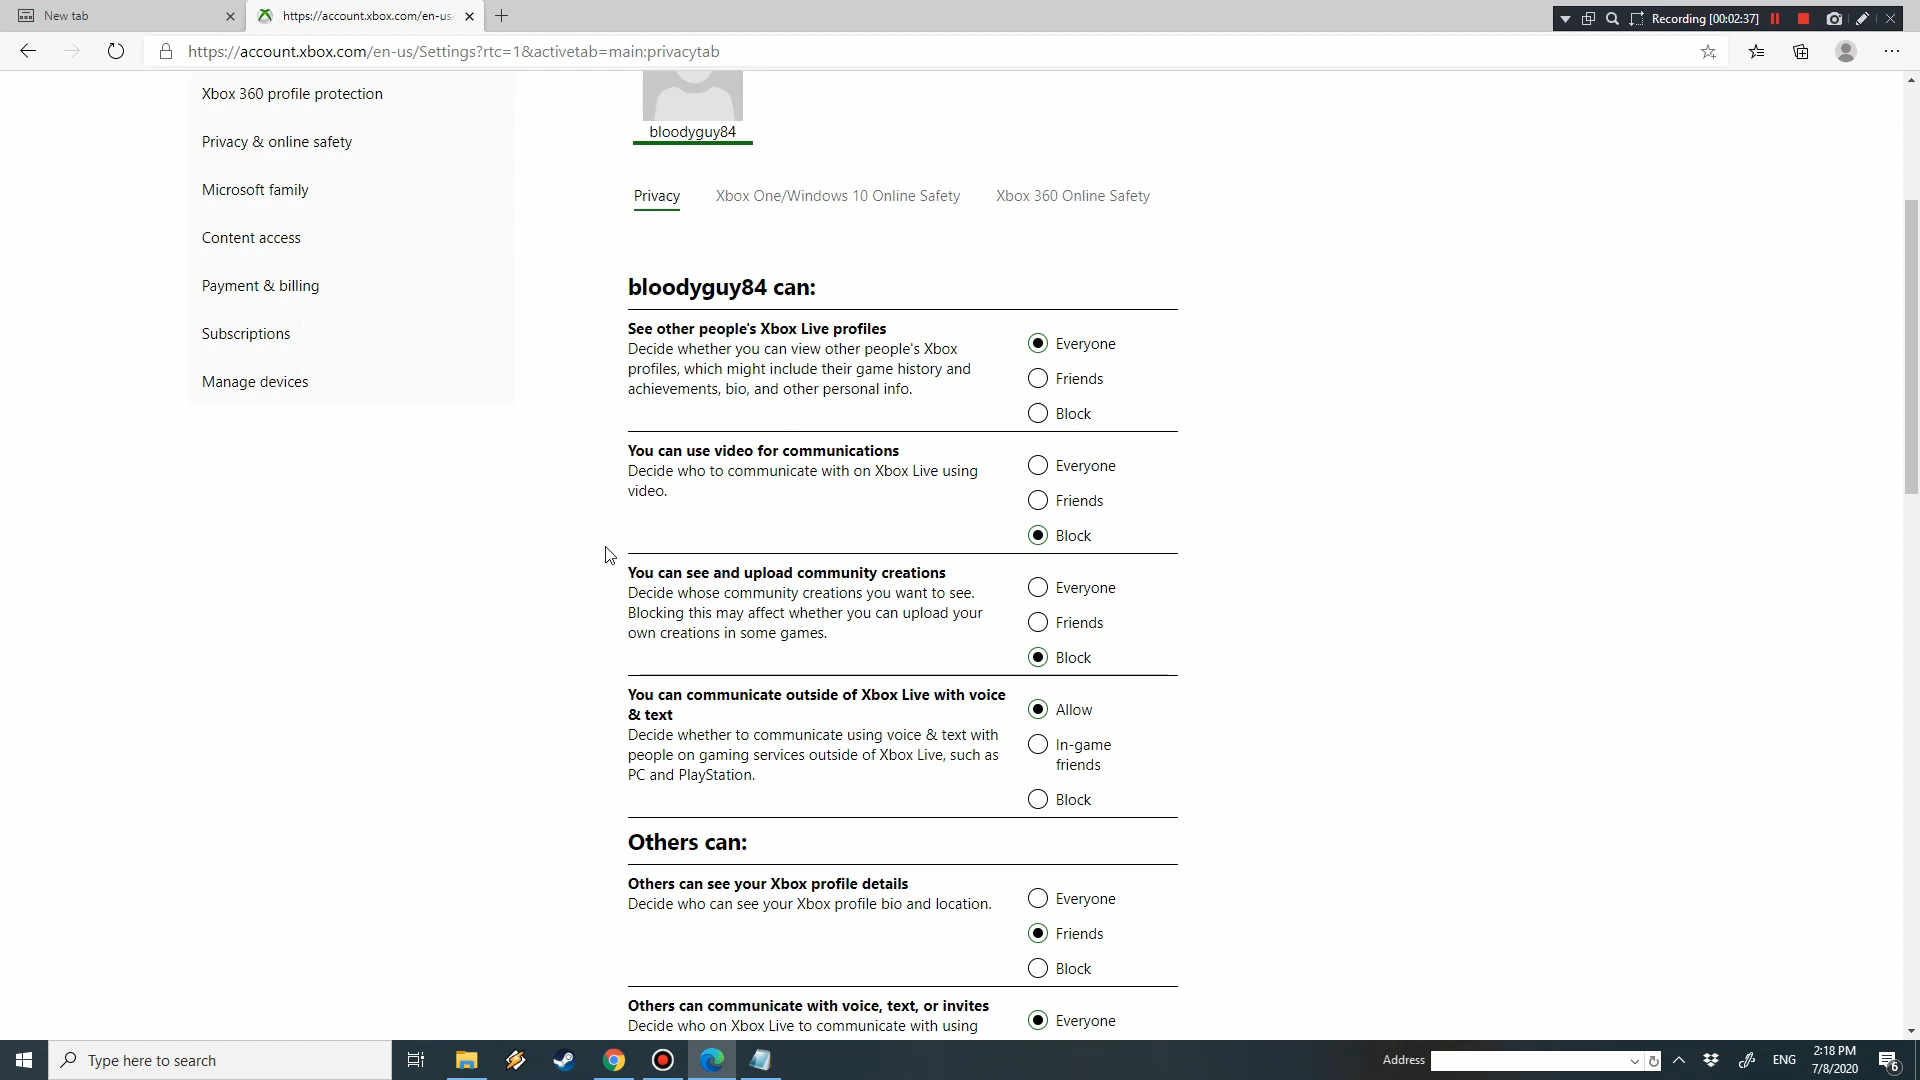 New tab
https://account.xbox.com/en-us/
Recording [00:02:37]
https://account.xbox.com/en-us/Settings?rtc=1&activetab=main:privacytab
Xbox 360 profile protection
Privacy & online safety
Microsoft family
Content access
Payment & billing
Subscriptions
Manage devices
bloodyguy84
Privacy
Xbox One/Windows 10 Online Safety
Xbox 360 Online Safety
bloodyguy84 can:
See other people's Xbox Live profiles
Decide whether you can view other people's Xbox
profiles, which might include their game history and
achievements, bio, and other personal info.
Everyone
Friends
Block
You can use video for communications
Decide who to communicate with on Xbox Live using
video.
Everyone
Friends
Block
You can see and upload community creations
Decide whose community creations you want to see.
Blocking this may affect whether you can upload your
own creations in some games.
Everyone
Friends
Block
You can communicate outside of Xbox Live with voice
& text
Decide whether to communicate using voice & text with
people on gaming services outside of Xbox Live, such as
PC and PlayStation.
Allow
In-game
friends
Block
Others can:
Others can see your Xbox profile details
Decide who can see your Xbox profile bio and location.
Everyone
Friends
Block
Others can communicate with voice, text, or invites
Decide who on Xbox Live to communicate with using
Everyone
Type here to search
Address
ENG
2:18 PM
7/8/2020
6